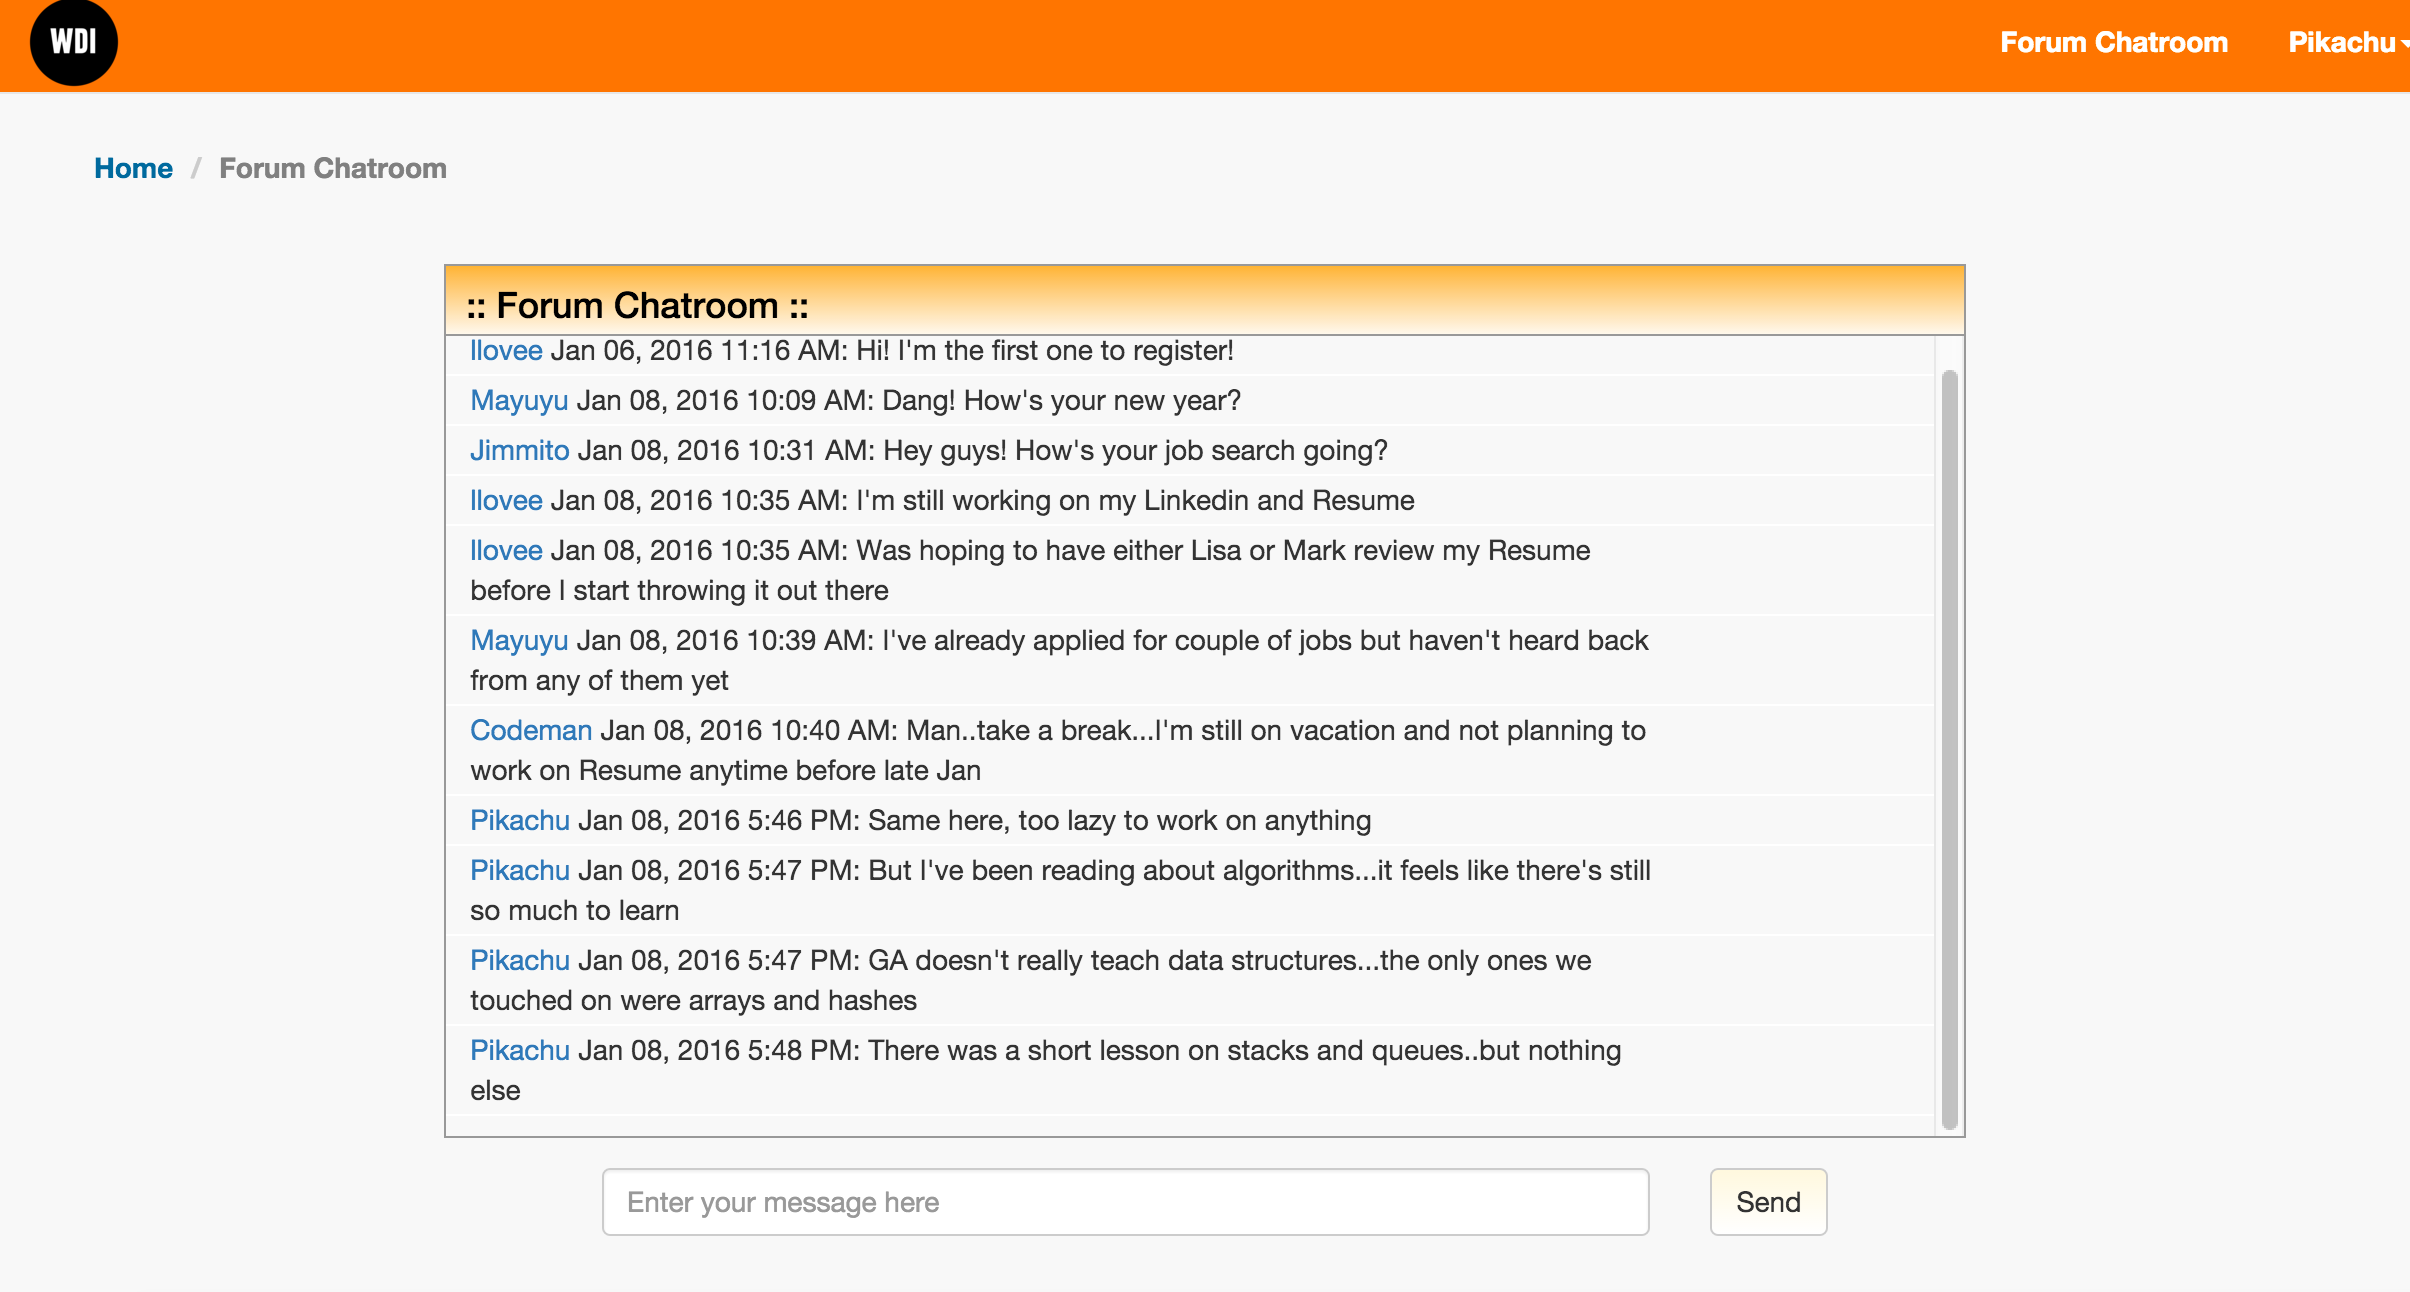 WDI
Forum Chatroom
Pikachu
Home / Forum Chatroom
:: Forum Chatroom ::
llovee Jan 06, 2016 11:16 AM: Hi! I'm the first one to register!
Mayuyu Jan 08, 2016 10:09 AM: Dang! How's your new year?
Jimmito Jan 08, 2016 10:31 AM: Hey guys! How's your job search going?
llovee Jan 08, 2016 10:35 AM: I'm still working on my Linkedin and Resume
llovee Jan 08, 2016 10:35 AM: Was hoping to have either Lisa or Mark review my Resume
before I start throwing it out there
Mayuyu Jan 08, 2016 10:39 AM: I've already applied for couple of jobs but haven't heard back
from any of them yet
Codeman Jan 08, 2016 10:40 AM: Man..take a break...I'm still on vacation and not planning to
work on Resume anytime before late Jan
Pikachu Jan 08, 2016 5:46 PM: Same here, too lazy to work on anything
Pikachu Jan 08, 2016 5:47 PM: But I've been reading about algorithms...it feels like there's still
so much to learn
Pikachu Jan 08, 2016 5:47 PM: GA doesn't really teach data structures...the only ones we
touched on were arrays and hashes
Pikachu Jan 08, 2016 5:48 PM: There was a short lesson on stacks and queues..but nothing
else
Enter your message here
Send